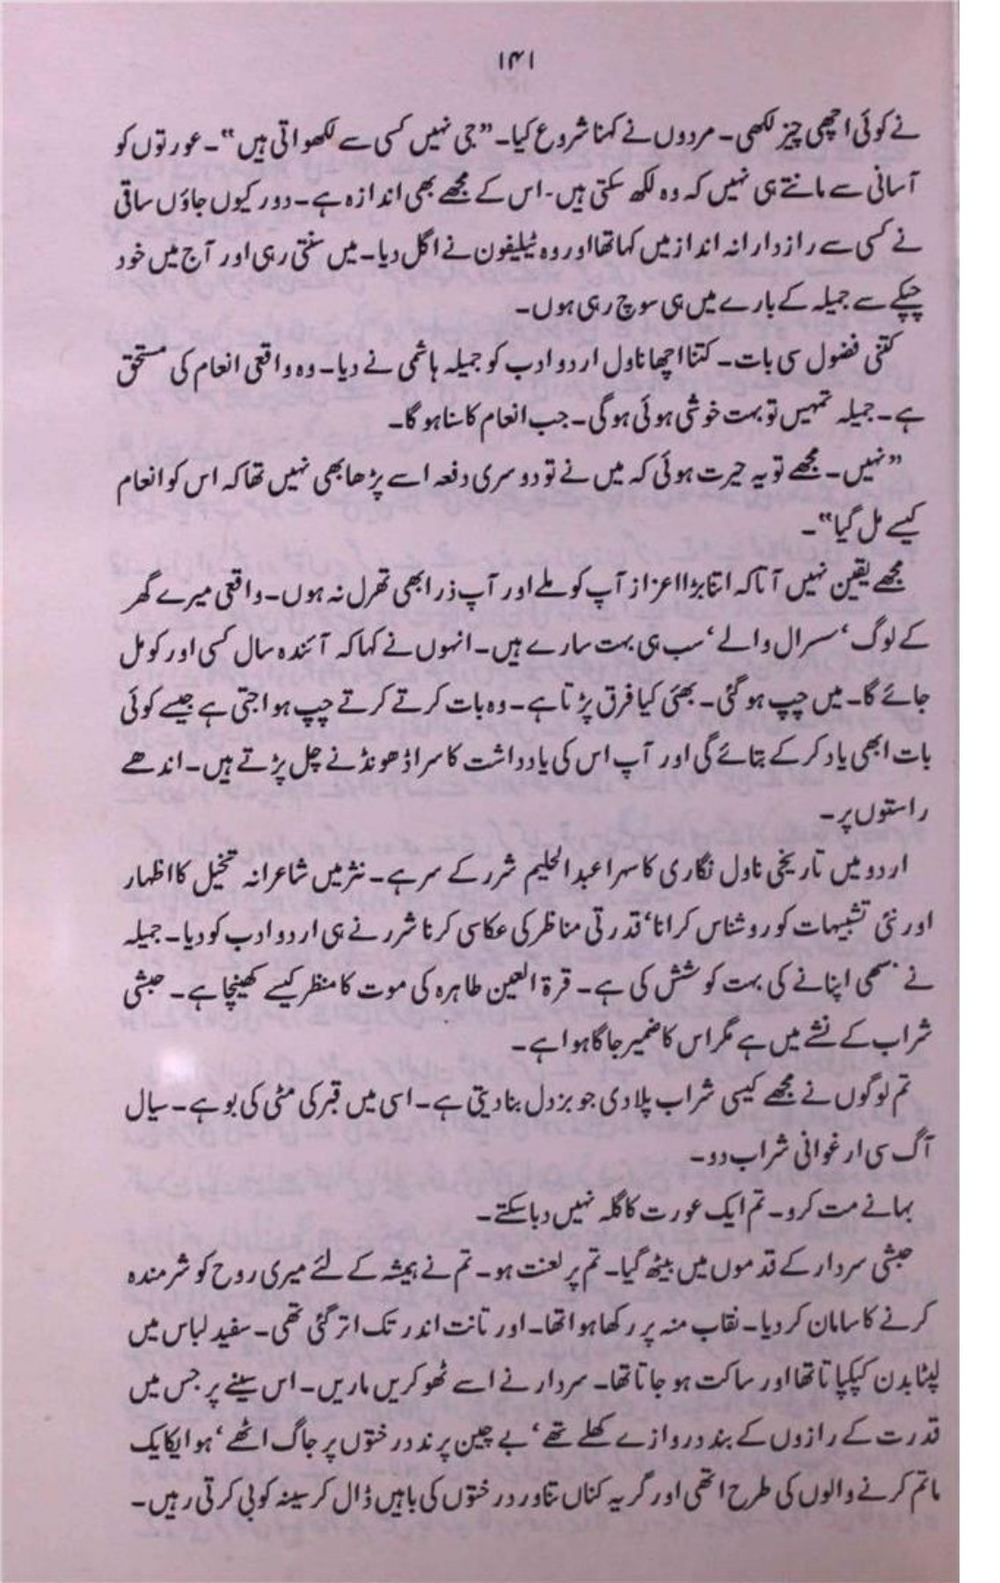 ۱۴۱
نے کوئی اچھی چیز لکھی۔ مردوں نے کہنا شروع کیا۔ ”جی نہیں کسی سے لکھواتی ہیں“۔ عورتوں کو
آسانی سے مانتے ہی نہیں کہ وہ لکھ سکتی ہیں۔ اس کے مجھے بھی اندازہ ہے۔ دور کیوں جاؤں ساقی
نے کسی سے رازدارانہ انداز میں کہا تھا اور وہ ٹیلیفون نے اگل دیا۔ میں سنتی رہی اور آج میں خود
چپکے سے جمیلہ کے بارے میں ہی سوچ رہی ہوں۔
کتنی فضول سی بات۔ کتنا اچھا ناول اردو ادب کو جمیلہ ہاشمی نے دیا۔ وہ واقعی انعام کی مستحق
ہے۔ جمیلہ تمہیں تو بہت خوشی ہوئی ہوگی۔ جب انعام کا سنا ہو گا۔
”نہیں۔ مجھے تو یہ حیرت ہوئی کہ میں نے تو دوسری دفعہ اسے پڑھا بھی نہیں تھا کہ اس کو انعام
کیسے مل گیا“۔
مجھے یقین نہیں آتا کہ اتنا بڑا اعزاز آپ کو ملے اور آپ ذرا بھی تھرل نہ ہوں۔ واقعی میرے گھر
کے لوگ ‘ سسرال والے ‘ سب ہی بہت سارے ہیں۔ انہوں نے کہا کہ آئندہ سال کسی اور کو مل
جائے گا۔ میں چپ ہو گئی۔ بھئی کیا فرق پڑتا ہے۔ وہ بات کرتے کرتے چپ ہوا جتی ہے جیسے کوئی
بات ابھی یاد کرکے بتائے گی اور آپ اس کی یادداشت کا سرا ڈھونڈنے چل پڑتے ہیں۔ اندھے
راستوں پر۔
اردو میں تاریخی ناول نگاری کا سہرا عبدالحلیم شرر کے سر ہے۔ نثر میں شاعرانہ تخیل کا اظہار
اور نئی تشبیہات کو روشناس کرانا‘ قدرتی مناظر کی عکاسی کرنا شرر نے ہی اردو ادب کو دیا۔ جمیلہ
نے اپنانے کی بہت کوشش کی ہے۔ قرۃ العین طاہرہ کی موت کا منظر کیسے کھینچا ہے۔ حبشی
شراب کے نشے میں ہے مگر اس کا ضمیر جاگا ہوا ہے۔
تم لوگوں نے مجھے کیسی شراب پلا دی جو بزدل بنا دیتی ہے۔ اسی میں قبر کی مٹی کی بو ہے۔ سیال
آگ سی ارغوانی شراب دو۔
بہانے مت کرو۔ تم ایک عورت کا گلہ نہیں دبا سکتے۔
حبشی سردار کے قدموں میں بیٹھ گیا۔ تم پر لعنت ہو۔ تم نے ہمیشہ کے لئے میری روح کو شرمندہ
کرنے کا سامان کر دیا۔ نقاب منہ پر رکھا ہوا تھا۔ اور تانت اندر تک اتر گئی تھی۔ سفید لباس میں
لپٹا بدن کپکپاتا تھا اور ساکت ہو جاتا تھا۔ سردار نے اسے ٹھوکریں ماریں۔ اس سینے پر جس میں
قدرت کے رازوں کے بند دروازے کھلے تھے‘ بے چین پرند درختوں پر جاگ اٹھے‘ ہوا یکایک
ماتم کرنے والوں کی طرح اٹھی اور گریہ کناں تناور درختوں کی باہیں ڈال کر سینہ کوبی کرتی رہیں۔